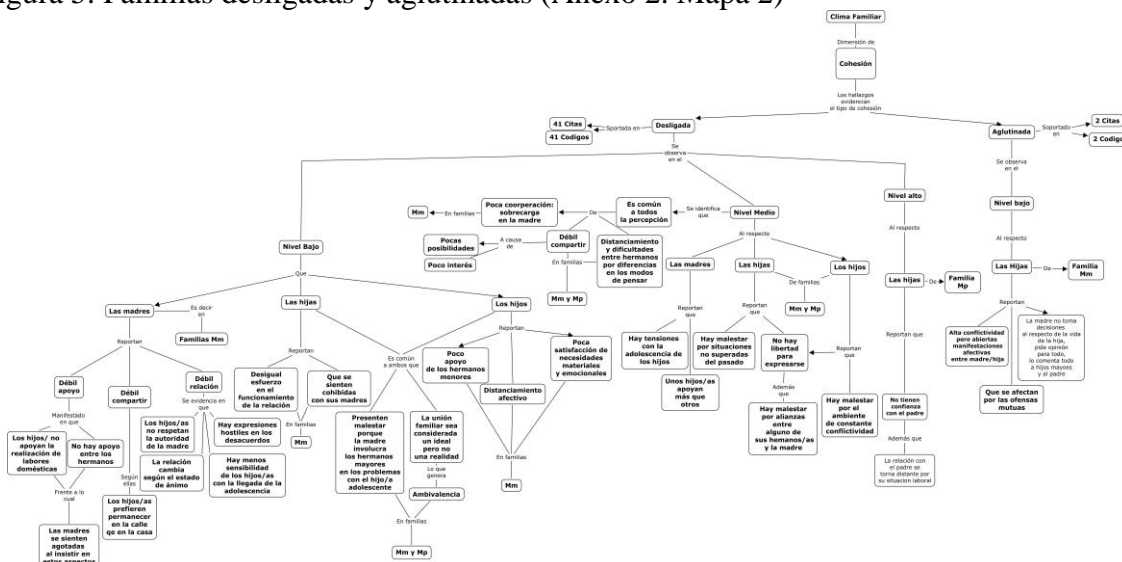 igura 5. Familias desligadas y aglutinadas (Anexo 2. Mapa 2)
Clima Familiar
Dimensión de
Cohesión
Los hallazgos
evidencian
el tipo de cohesión
41 Citas
41 Codigos
Sportada en
Desligada
Aglutinada
Soportado
en
2 Citas
2 Codigo
Se
observa
en el
Se observa
en el
Nivel Bajo
Nivel Medio
Nivel alto
Nivel bajo
Se identifica
que
Es común
a todos
la percepción
De
Poca coorperación:
sobrecarga
en la madre
En familias
Mm
Débil
compartir
A causa
de
Pocas
posibilidades
Poco interés
En familias
Mm y Mp
Distanciamiento
y dificultades
entre hermanos
por diferencias
en los modos
de pensar
Al respecto
Las madres
Las hijas
Los hijos
De familias
Mm y Mp
Reportan
que
Reportan
que
Reportan
que
Hay tensiones
con la
adolescencia de
los hijos
Unos hijos/as
apoyan
más que
otros
Hay malestar
por situaciones
no superadas
del pasado
No hay
libertad
para
expresarse
Además
que
Hay malestar
por alianzas
entre
alguno de
sus hemanos/as
y la madre
Hay malestar
por el
ambiente
de constante
conflictividad
Al respecto
Las hijas
De
Familia
Mp
Reportan que
No tienen
confianza
con el padre
Además que
La relación con
el padre se
torna distante por
su situacion laboral
Al respecto
Las Hijas
De
Familia
Mm
Reportan
Alta conflictividad
pero abiertas
manifestaciones
afectivas
entre madre/hija
La madre no toma
decisiones
al respecto de la vida
de la hija,
pide opinión
para todo,
lo comenta todo
a hijos mayoes
y al padre
Que se afectan
por las ofensas
mutuas
Que
Las madres
Las hijas
Los hijos
Es decir
en
Familias Mm
Reportan
Débil
apoyo
Débil
compartir
Débil
relación
Manifestado
en que
Los hijos/ no
apoyan la
realización de
labores
domésticas
No hay apoyo
entre los
hermanos
Frente a lo
cual
Las madres
se sienten
agotadas
al insistir en
estos aspectos
Según
ellas
Los hijos/as
prefieren
permanecer
en la calle
qe en la casa
Se evidencia en
que
Los hijos/as
no respetan
la autoridad
de la madre
Hay expresiones
hostiles en los
desacuerdos
La relación
cambia
según el estado
de ánimo
Hay menos
sensibilidad
de los hijos/as
con la llegada de la
adolescencia
Reportan
Desigual
esfuerzo
en el
funcionamiento
de la relación
Que se
sienten
cohibidas
con sus madres
En familias
Mm
Es común a
ambos que
Presenten
malestar
porque
la madre
involucra
los hermanos
mayores
en los problemas
con el hijo/a
adolescente
La unión
familiar sea
considerada
un ideal
pero no
una realidad
Lo que
genera
Ambivalencia
En familias
Mm y Mp
Reportan
Poco
apoyo
de los hermanos
menores
Distanciamiento
afectivo
Poca
satisfacción de
necesidades
materiales
y emocionales
En familias
Mm